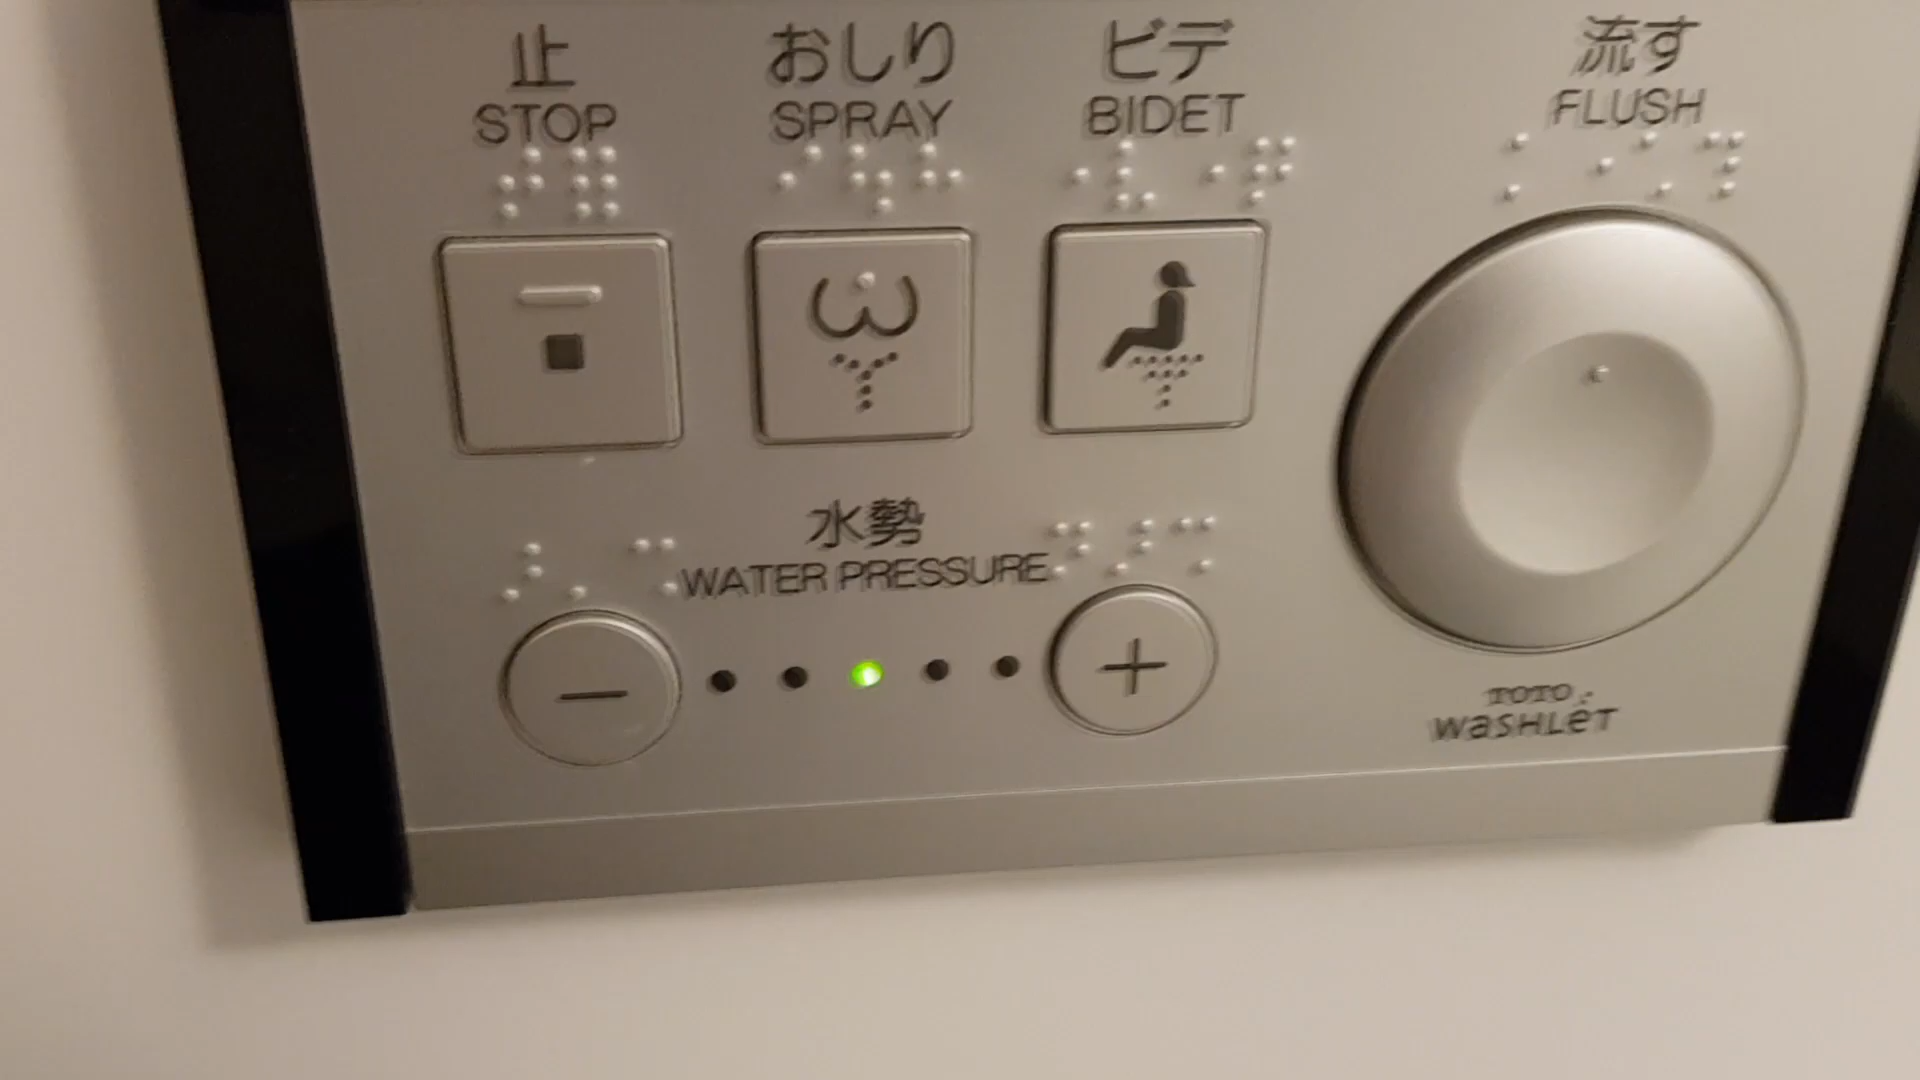 止 おしり ビデ 流す
STOP SPRAY BIDET FLUSH
水勢
WATER PRESSURE
− +
TOTO
WASHLET